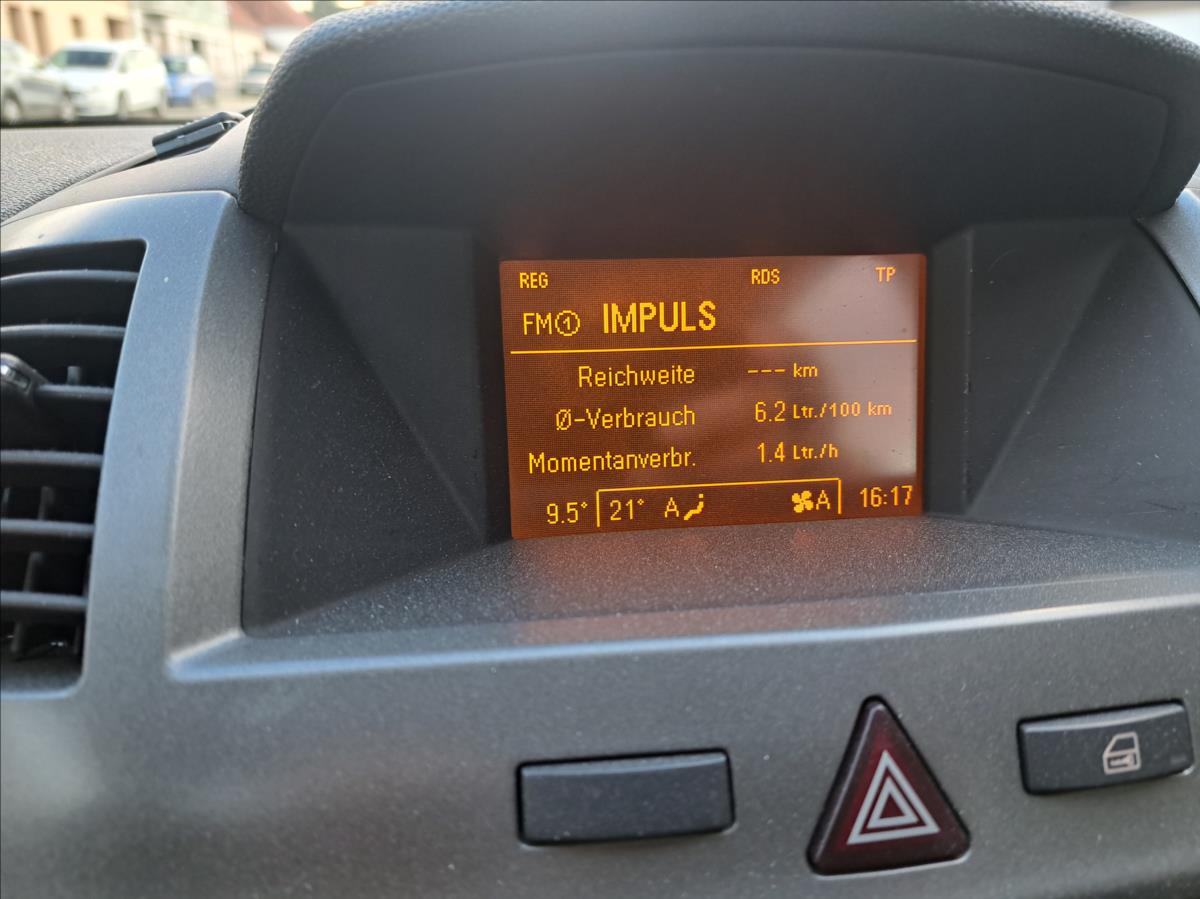 REG RDS TP
FM① IMPULS
Reichweite --- km
Ø-Verbrauch 6.2 Ltr./100 km
Momentanverbr. 1.4 Ltr./h
9.5° 21° A A 16:17